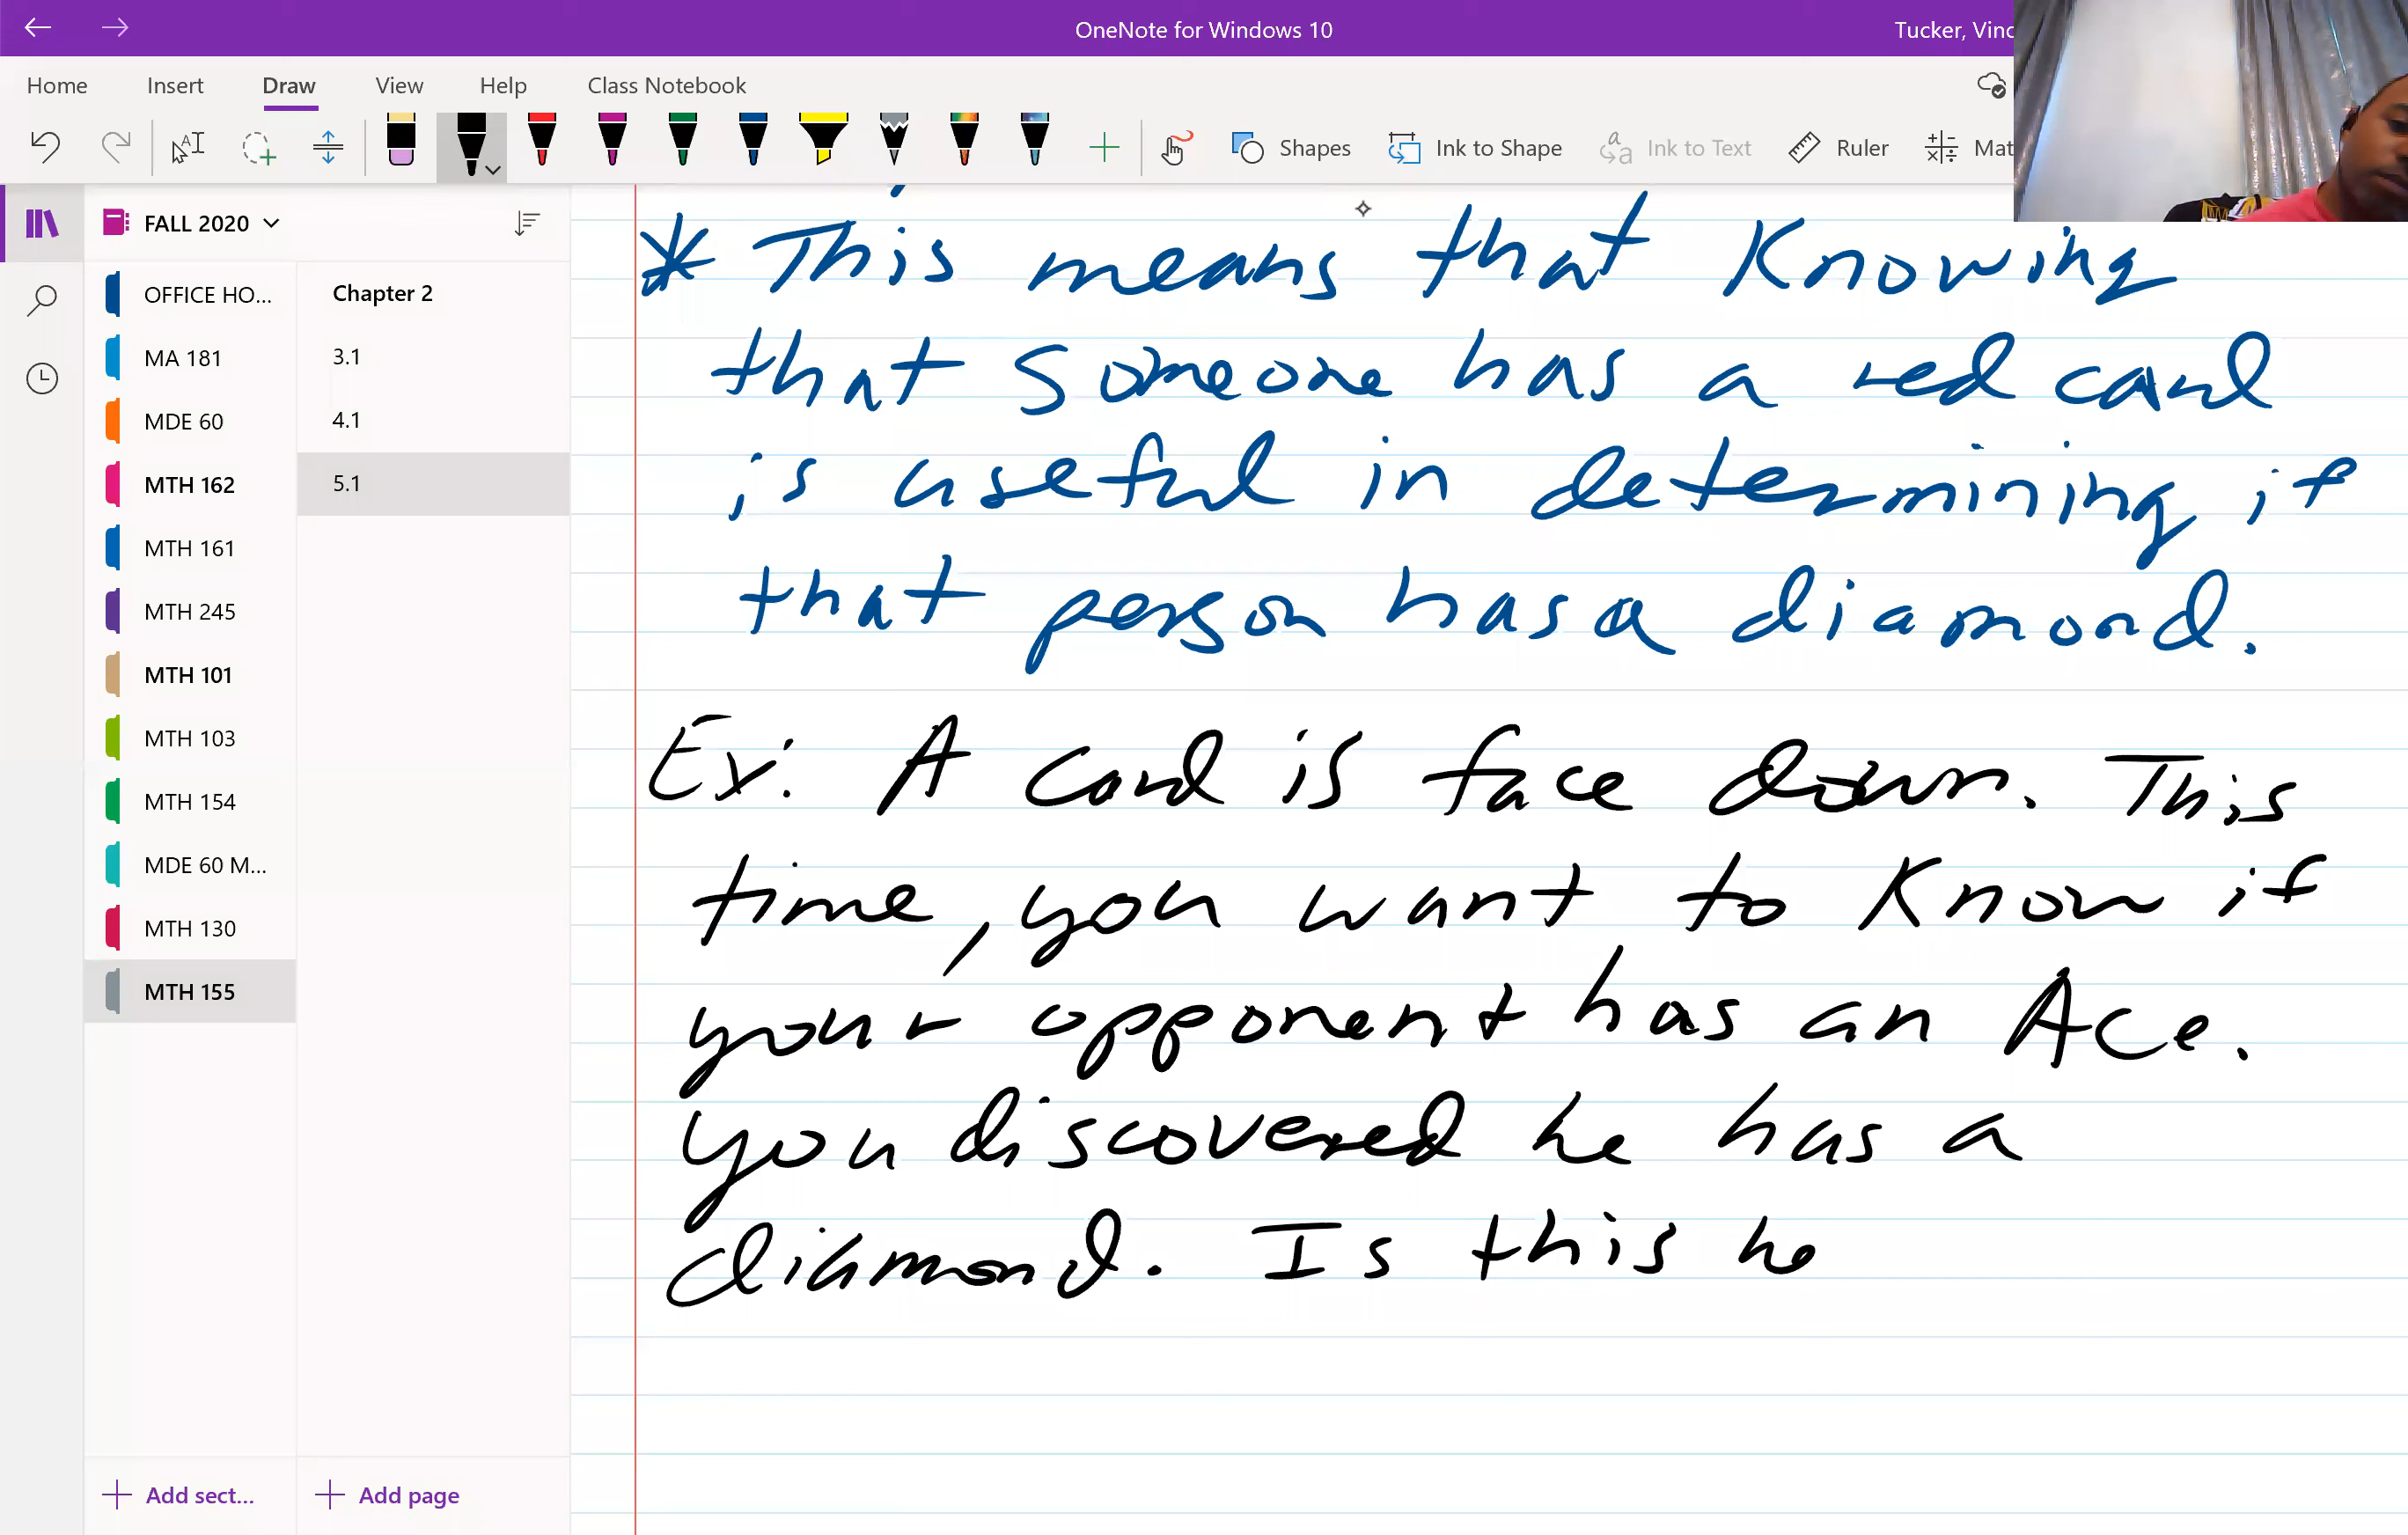 OneNote for Windows 10
Tucker, Vinc
Home Insert Draw View Help Class Notebook
Shapes Ink to Shape Ink to Text Ruler Mat
FALL 2020
OFFICE HO...
MA 181
MDE 60
MTH 162
MTH 161
MTH 245
MTH 101
MTH 103
MTH 154
MDE 60 M...
MTH 130
MTH 155
Chapter 2
3.1
4.1
5.1
* This means that Knowing
that someone has a red card
is useful in determining if
that person has a diamond.
Ex: A card is face down. This
time, you want to Know if
your opponent has an Ace.
you discovered he has a
diamond. Is this he
Add sect...
Add page